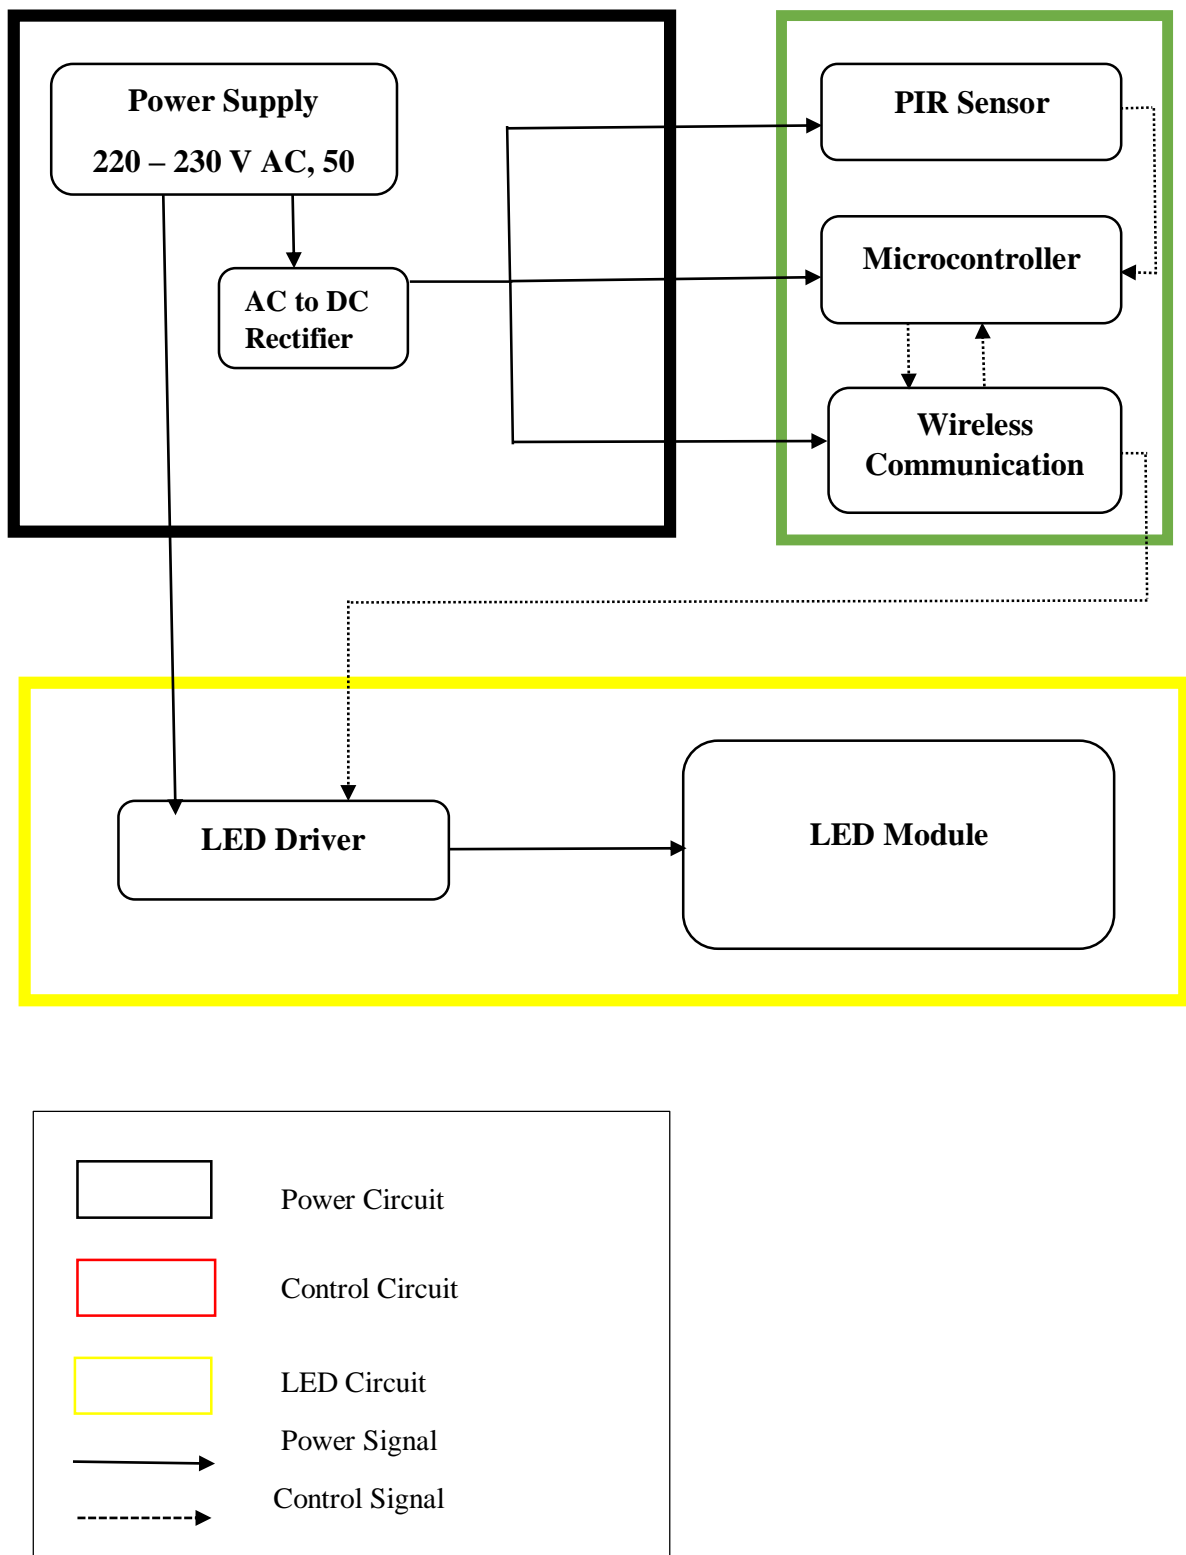 Power Supply
220 – 230 V AC, 50
AC to DC
Rectifier
PIR Sensor
Microcontroller
Wireless
Communication
LED Driver
LED Module
Power Circuit
Control Circuit
LED Circuit
Power Signal
Control Signal